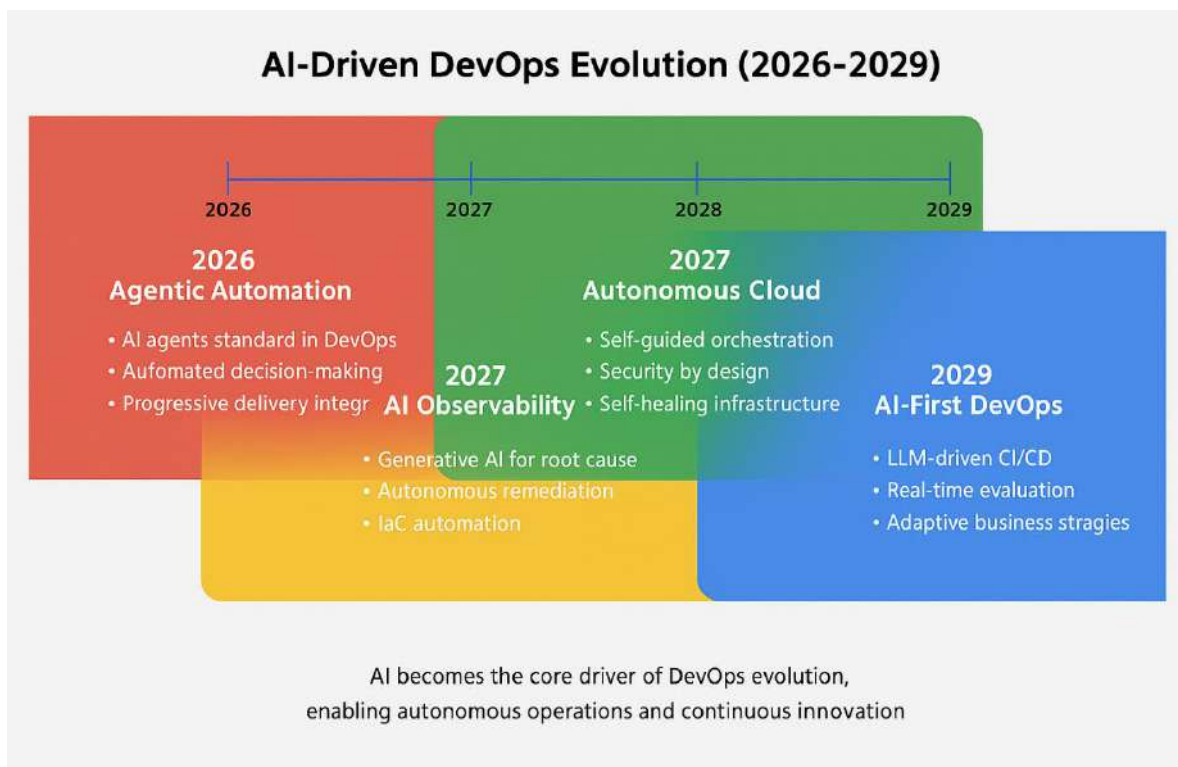 AI-Driven DevOps Evolution (2026-2029)
2026
2027
2028
2029
2026
Agentic Automation
• AI agents standard in DevOps
• Aufomated decision-making
• Progressive delivery integr
2027
AI Observability
• Generative AI for root cause
• Autonomous remediation
• IaC automation
2027
Autonomous Cloud
• Self-guided orchestration
• Security by design
• Self-healing infrastructure
2029
AI-First DevOps
• LLM-driven CI/CD
• Real-time evaluation
• Adaptive business stragies
AI becomes the core driver of DevOps evolution,
enabling autonomous operations and continuous innovation